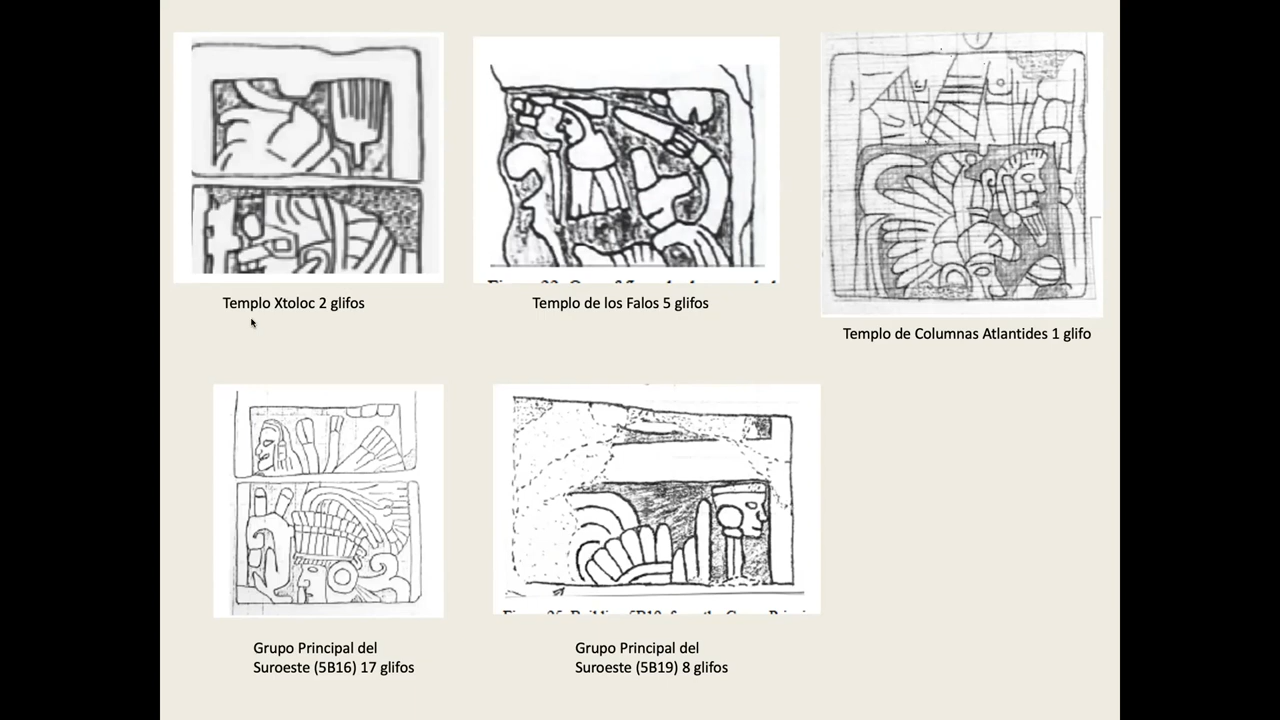 Templo Xtoloc 2 glifos
Templo de los Falos 5 glifos
Templo de Columnas Atlantides 1 glifo
Grupo Principal del
Suroeste (5B16) 17 glifos
Grupo Principal del
Suroeste (5B19) 8 glifos